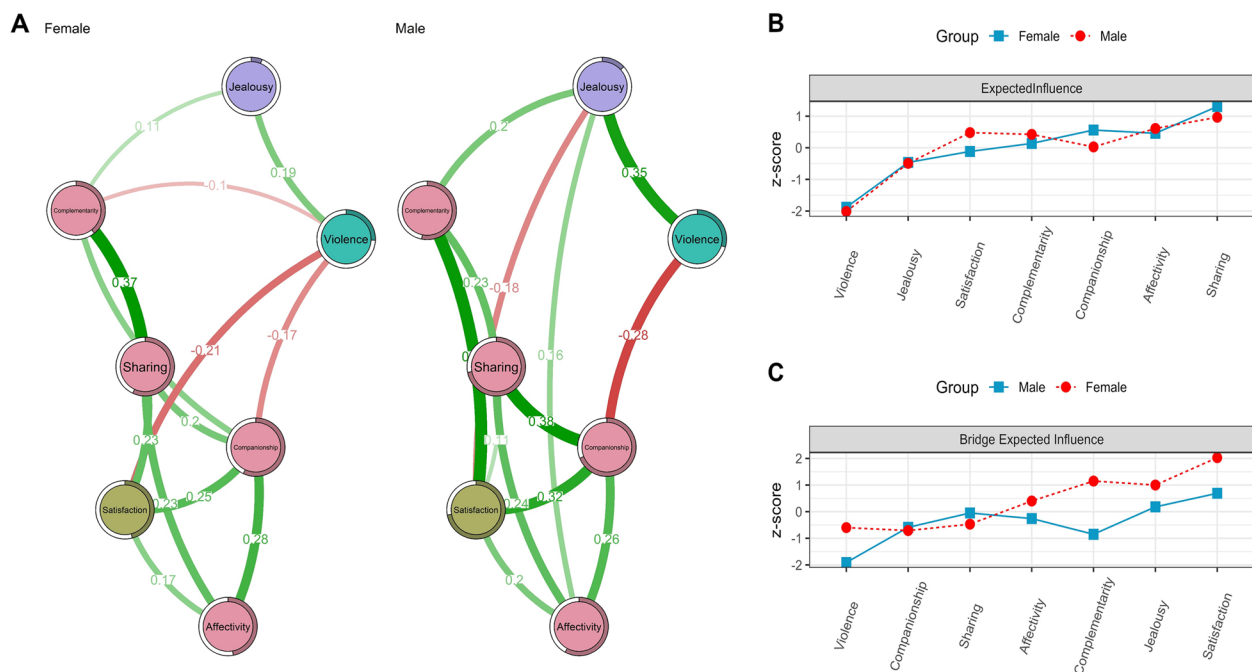 A
Female
Male
Jealousy
0.11
0.19
Complementarity
-0.1
Violence
0.37
-0.21
-0.17
Sharing
0.2
0.23
Companionship
Satisfaction
0.23
0.25
0.28
0.17
Affectivity
Jealousy
0.2
0.35
Complementarity
Violence
0.23
-0.18
0.16
-0.28
Sharing
0.38
0.11
Companionship
Satisfaction
0.24
0.32
0.26
0.2
Affectivity
B
Group Female Male
ExpectedInfluence
z-score
1
0
-1
-2
Violence
Jealousy
Satisfaction
Complementarity
Companionship
Affectivity
Sharing
C
Group Male Female
Bridge Expected Influence
z-score
2
1
0
-1
-2
Violence
Companionship
Sharing
Affectivity
Complementarity
Jealousy
Satisfaction